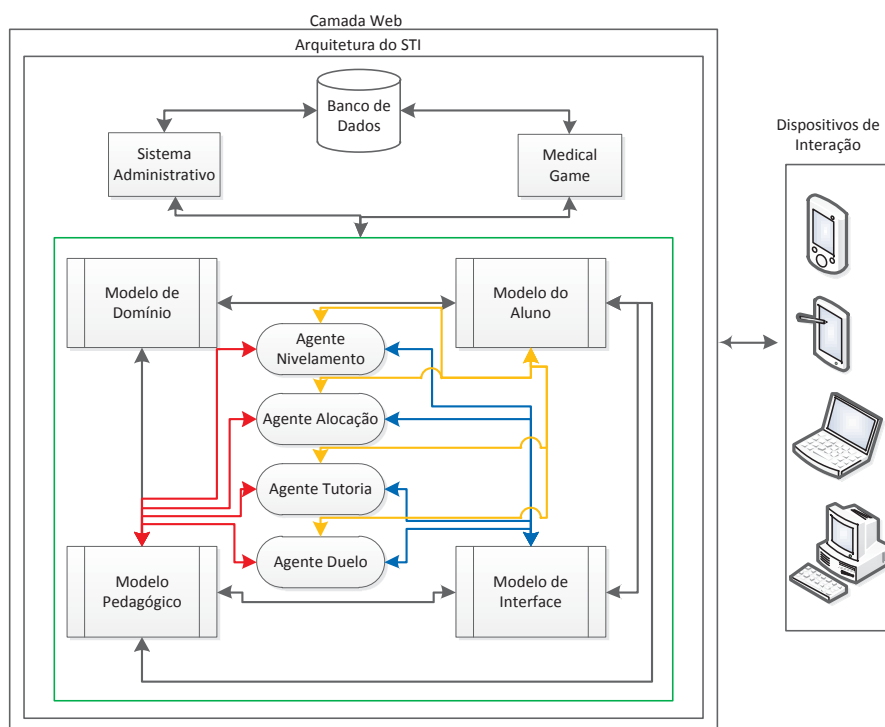 Camada Web
Arquitetura do STI
Banco de
Dados
Sistema
Administrativo
Medical
Game
Dispositivos de
Interação
Modelo de
Domínio
Modelo do
Aluno
Agente
Nivelamento
Agente Alocação
Agente Tutoria
Agente Duelo
Modelo
Pedagógico
Modelo de
Interface